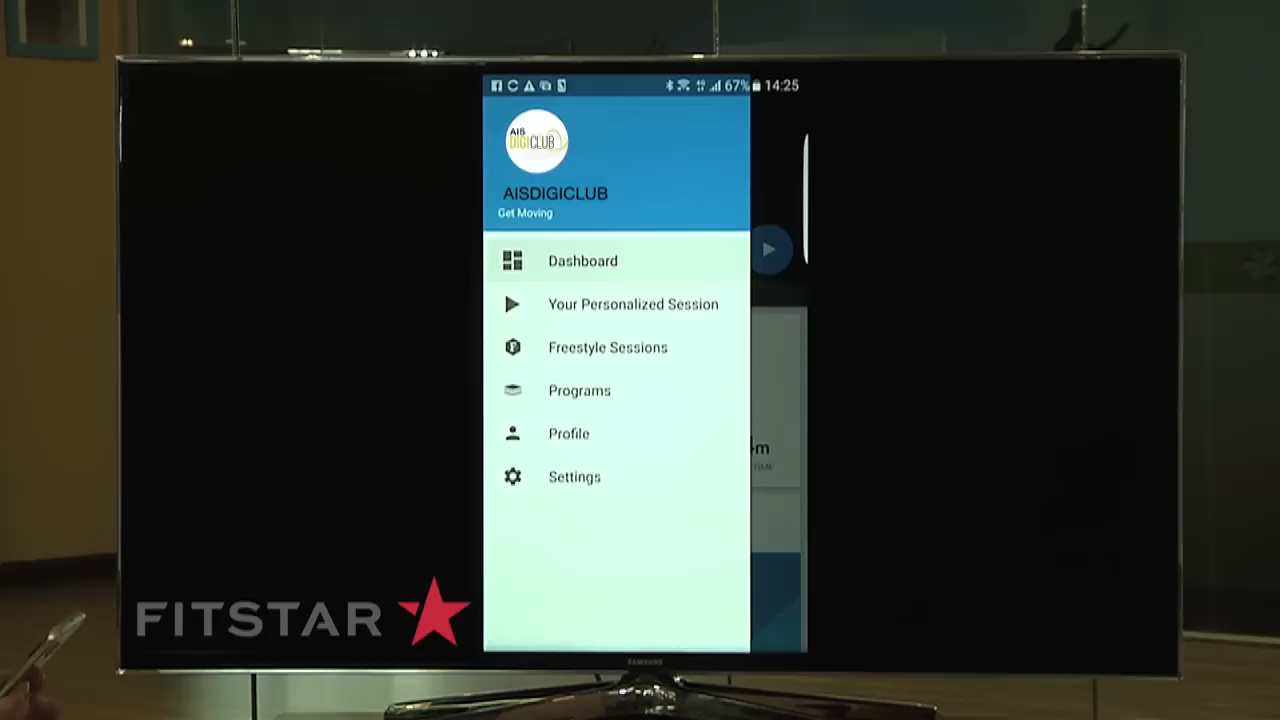 67% 14:25
AIS
DIGICLUB
AISDIGICLUB
Get Moving
Dashboard
Your Personalized Session
Freestyle Sessions
Programs
Profile
Settings
m
TIME
FITSTAR
SAMSUNG